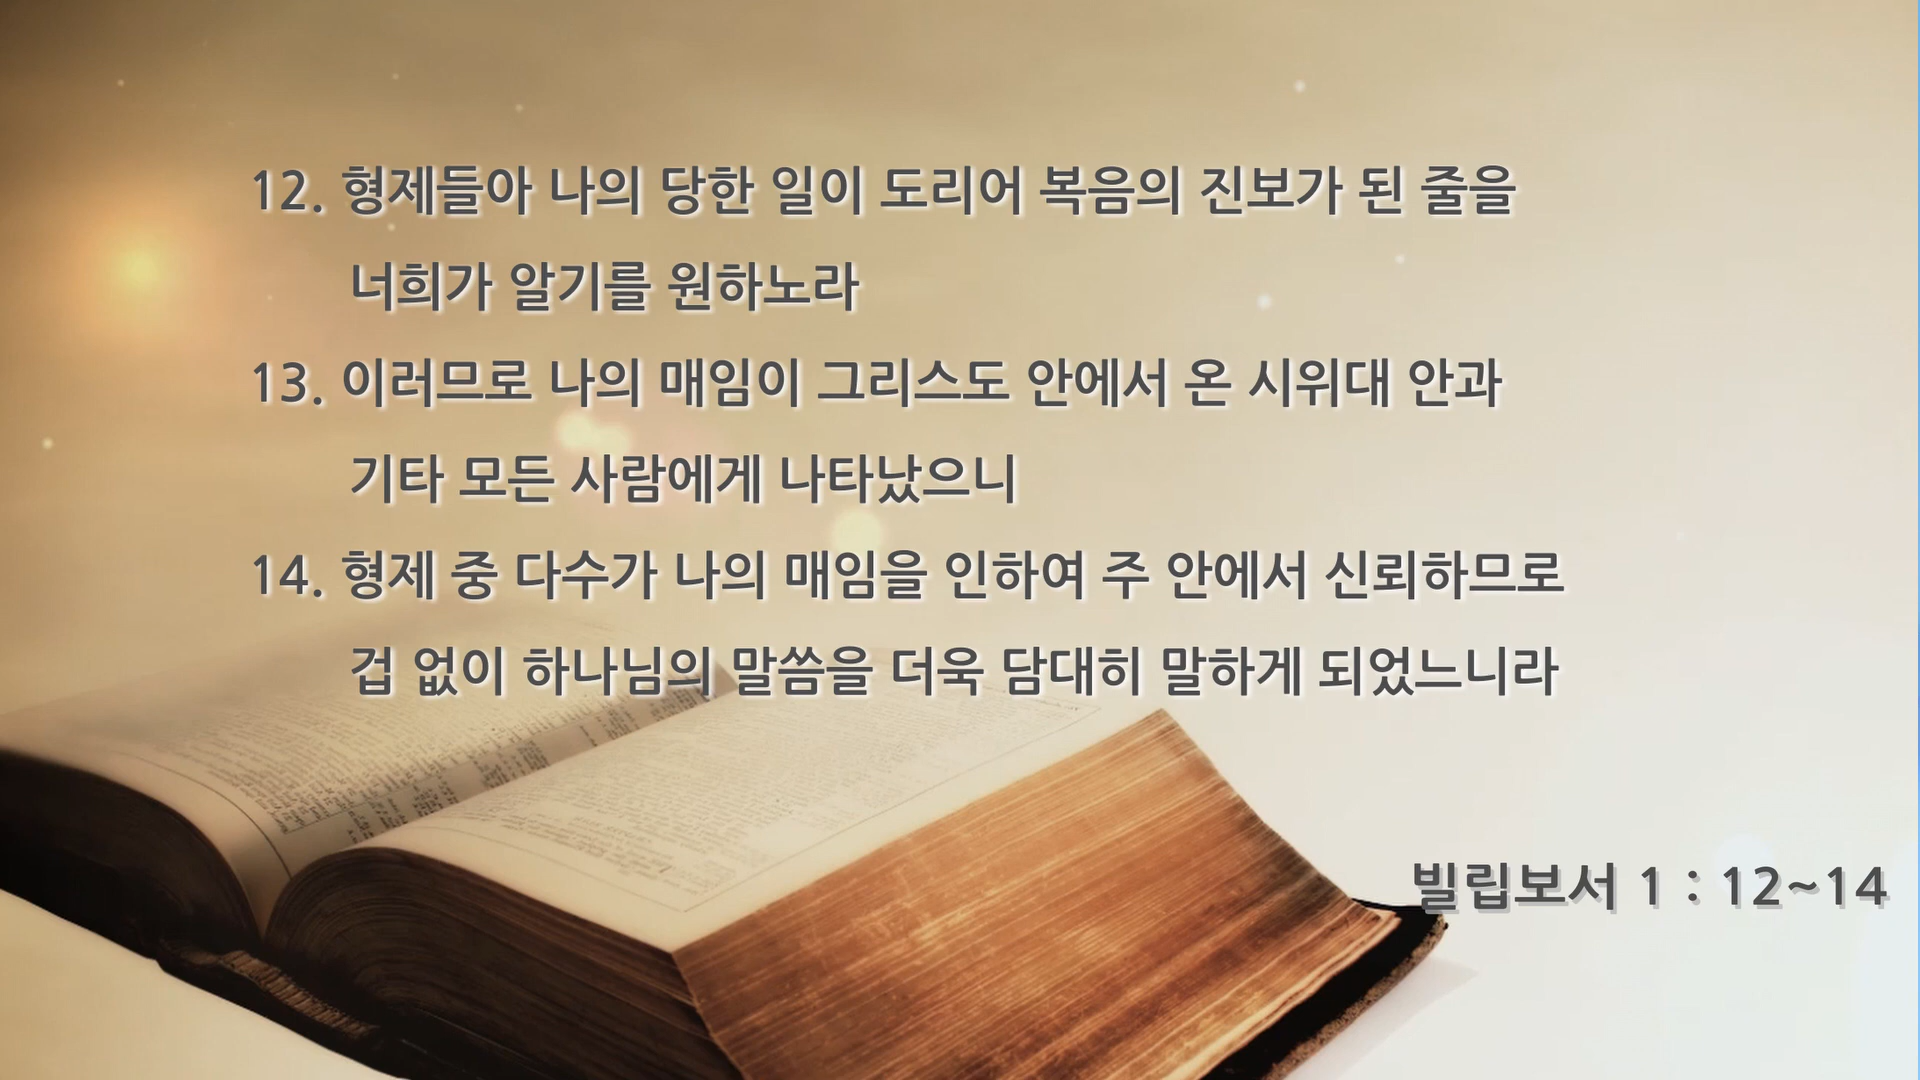 12. 형제들아 나의 당한 일이 도리어 복음의 진보가 된 줄을
너희가 알기를 원하노라
13. 이러므로 나의 매임이 그리스도 안에서 온 시위대 안과
기타 모든 사람에게 나타났으니
14. 형제 중 다수가 나의 매임을 인하여 주 안에서 신뢰하므로
겁 없이 하나님의 말씀을 더욱 담대히 말하게 되었느니라
빌립보서 1 : 12~14